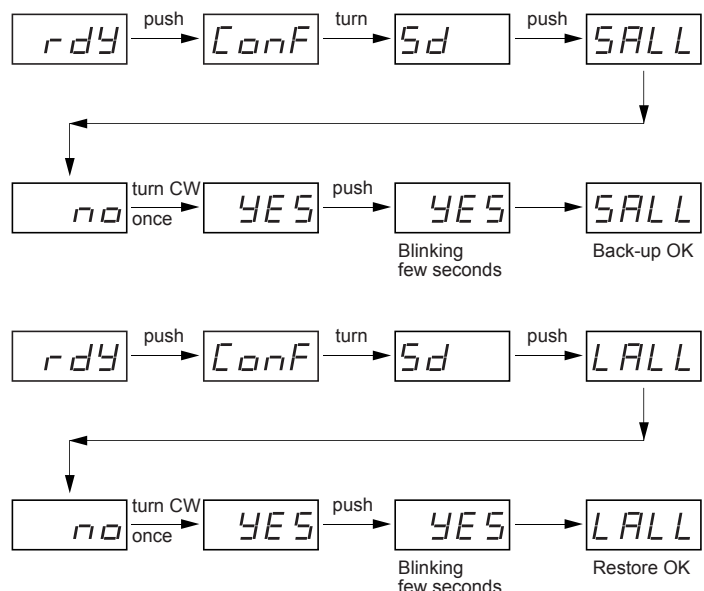 push turn push
rdY ConF Sd SALL
turn CW push
no once YES YES SALL
Blinking Back-up OK
few seconds
push turn push
rdY ConF Sd LALL
turn CW push
no once YES YES LALL
Blinking Restore OK
few seconds